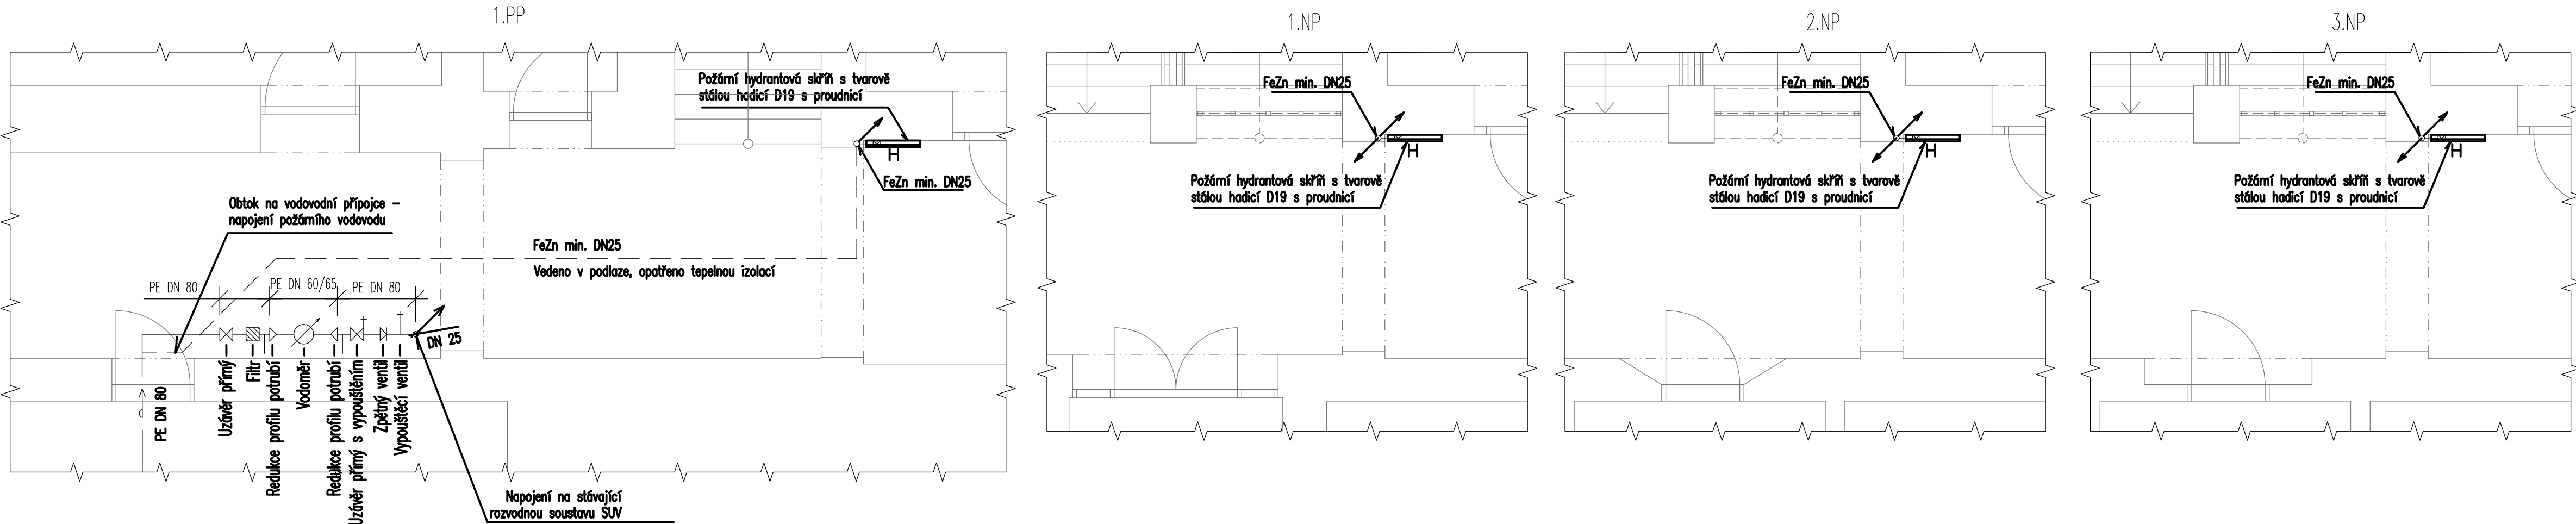 1.PP
Požární hydrantová skříň s tvarově
stálou hadicí D19 s proudnicí
H
FeZn min. DN25
Obtok na vodovodní přípojce –
napojení požárního vodovodu
FeZn min. DN25
Vedeno v podlaze, opatřeno tepelnou izolací
PE DN 80
PE DN 60/65
PE DN 80
DN 25
PE DN 80
Uzávěr přímý
Filtr
Redukce profilu potrubí
Vodoměr
Redukce profilu potrubí
Uzávěr přímý s vypouštěním
Zpětný ventil
Vypouštěcí ventil
Napojení na stávající
rozvodnou soustavu SUV
1.NP
FeZn min. DN25
H
Požární hydrantová skříň s tvarově
stálou hadicí D19 s proudnicí
2.NP
FeZn min. DN25
H
Požární hydrantová skříň s tvarově
stálou hadicí D19 s proudnicí
3.NP
FeZn min. DN25
H
Požární hydrantová skříň s tvarově
stálou hadicí D19 s proudnicí